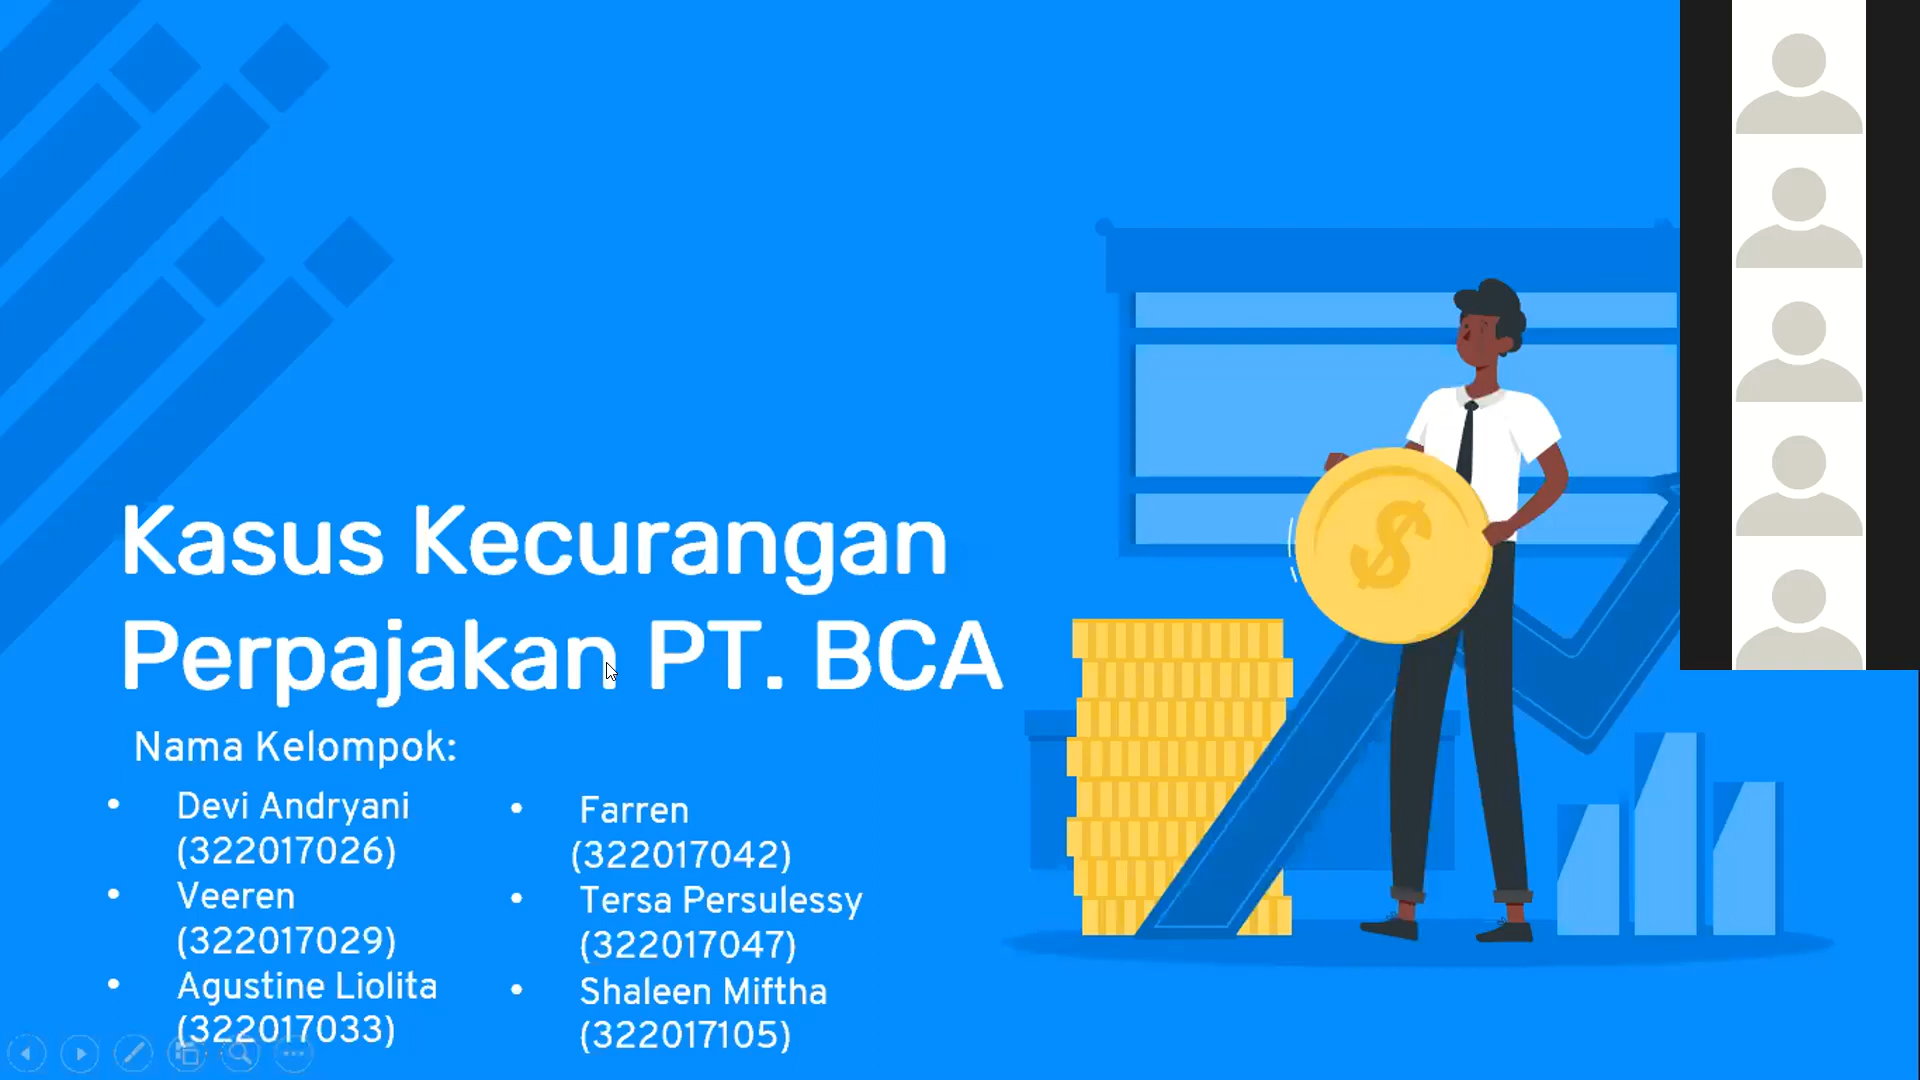 Kasus Kecurangan
Perpajakan PT. BCA
Nama Kelompok:
• Devi Andryani
(322017026)
• Veeren
(322017029)
• Agustine Liolita
(322017033)
• Farren
(322017042)
• Tersa Persulessy
(322017047)
• Shaleen Miftha
(322017105)
$